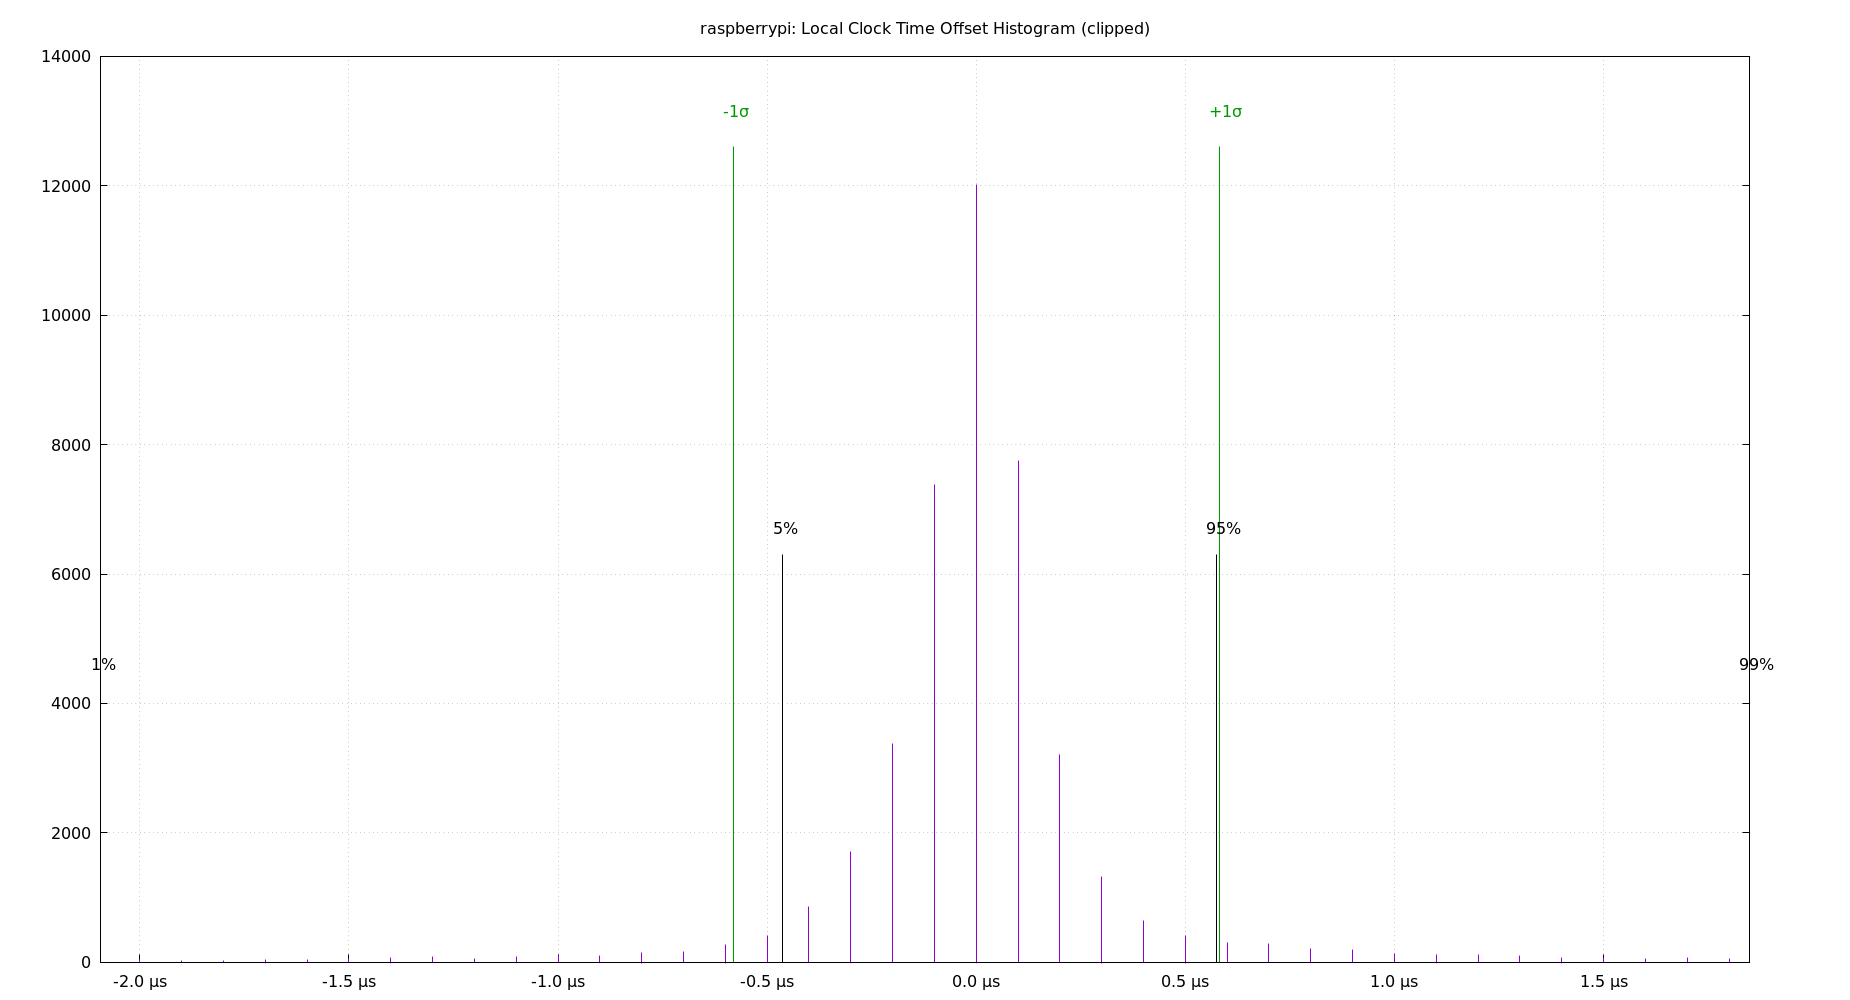 raspberrypi: Local Clock Time Offset Histogram (clipped)
14000
-1σ
+1σ
12000
10000
8000
5%
95%
6000
1%
99%
4000
2000
0
-2.0 µs
-1.5 µs
-1.0 µs
-0.5 µs
0.0 µs
0.5 µs
1.0 µs
1.5 µs